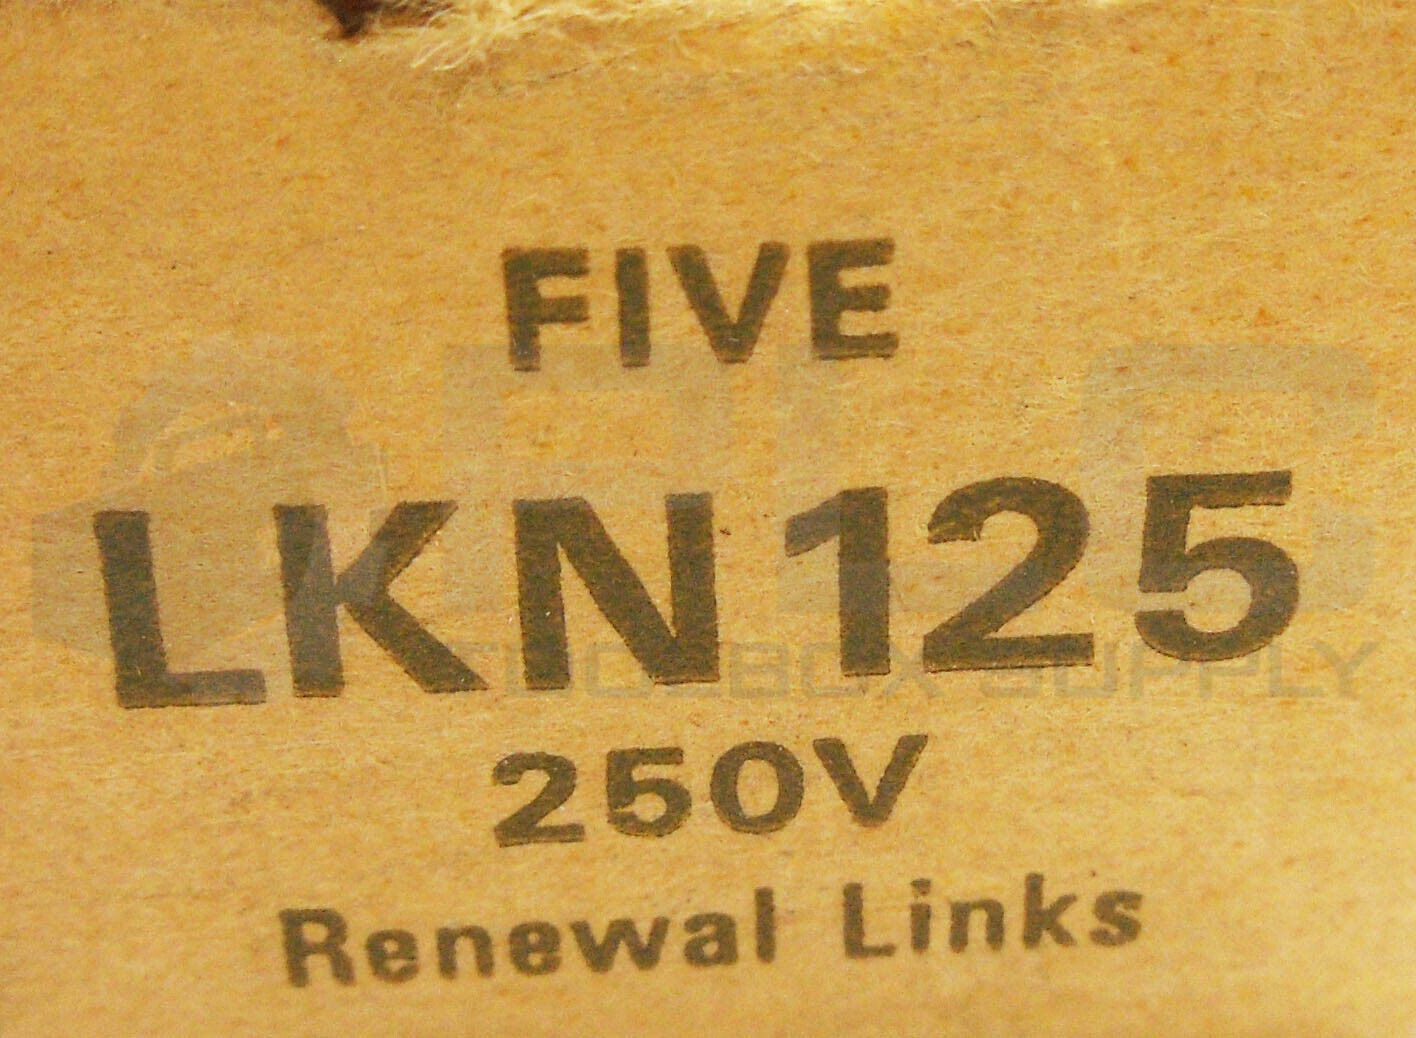 FIVE
LKN125
250V
Renewal Links